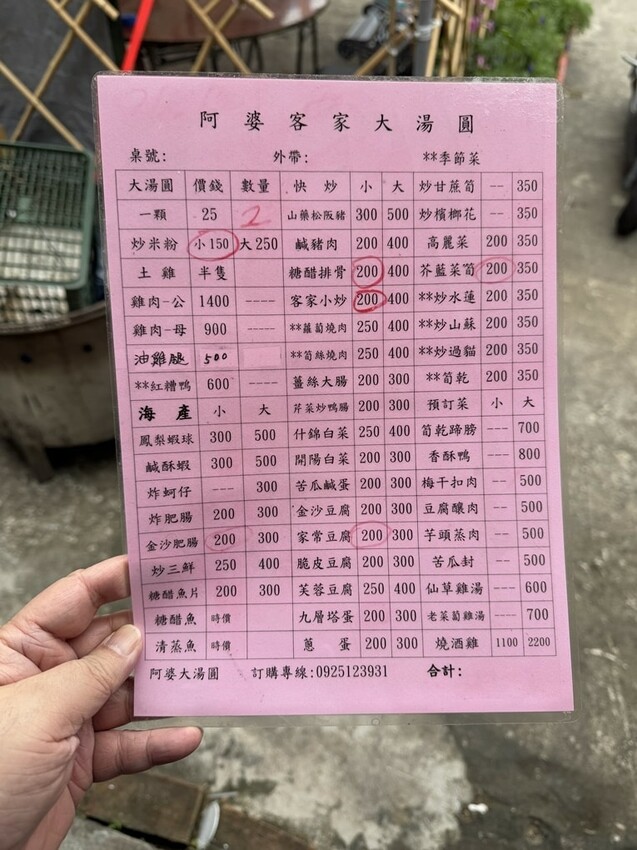 阿婆客家大湯圓
桌號: 外帶: **季節菜
大湯圓 價錢 數量 快炒 小 大 炒甘蔗筍 -- 350
一顆 25 2 山藥松阪豬 300 500 炒檳榔花 -- 350
炒米粉 小150 大250 鹹豬肉 200 400 高麗菜 200 350
土雞 半隻 糖醋排骨 200 400 芥藍菜筍 200 350
雞肉-公 1400 ---- 客家小炒 200 400 **炒水蓮 200 350
雞肉-母 900 ---- **蘿蔔燒肉 250 400 **炒山蘇 200 350
油雞腿 500 **筍絲燒肉 250 400 **炒過貓 200 350
**紅糟鴨 600 ---- 薑絲大腸 200 300 **筍乾 200 350
海產 小 大 芹菜炒鴨腸 200 300 預訂菜 小 大
鳳梨蝦球 300 500 什錦白菜 250 400 筍乾蹄膀 --- 700
鹹酥蝦 300 500 開陽白菜 200 300 香酥鴨 --- 800
炸蚵仔 --- 300 苦瓜鹹蛋 200 300 梅干扣肉 --- 500
炸肥腸 200 300 金沙豆腐 200 300 豆腐釀肉 --- 500
金沙肥腸 200 300 家常豆腐 200 300 芋頭蒸肉 --- 500
炒三鮮 250 400 脆皮豆腐 200 300 苦瓜封 --- 500
糖醋魚片 200 300 芙蓉豆腐 250 400 仙草雞湯 --- 600
糖醋魚 時價 九層塔蛋 200 300 老菜蔔雞湯 ---- 700
清蒸魚 時價 蔥蛋 200 300 燒酒雞 1100 2200
阿婆大湯圓 訂購專線:0925123931 合計: